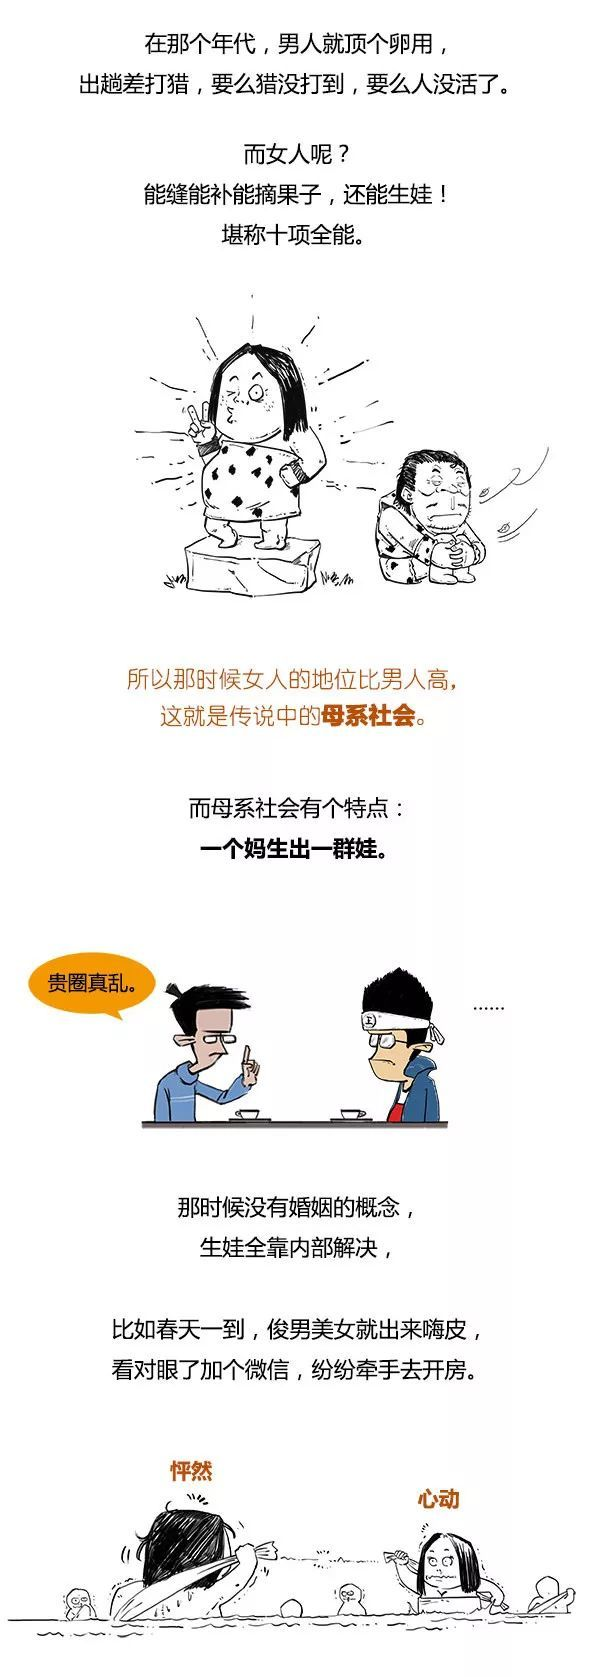 在那个年代，男人就顶个卵用，
出趟差打猎，要么猎没打到，要么人没活了。
而女人呢？
能缝能补能摘果子，还能生娃！
堪称十项全能。
所以那时候女人的地位比男人高，
这就是传说中的母系社会。
而母系社会有个特点：
一个妈生出一群娃。
贵圈真乱。
……
上
那时候没有婚姻的概念，
生娃全靠内部解决，
比如春天一到，俊男美女就出来嗨皮，
看对眼了加个微信，纷纷牵手去开房。
怦然
心动